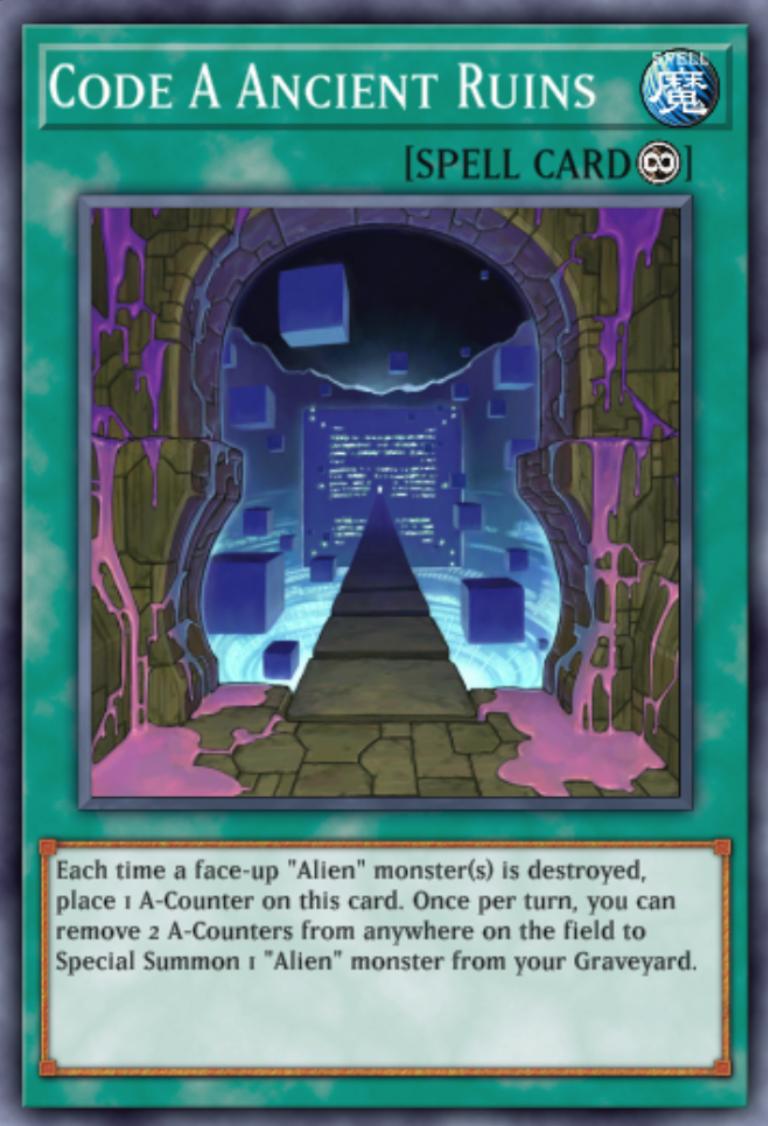 CODE A ANCIENT RUINS
SPELL
魔
[SPELL CARD]
Each time a face-up "Alien" monster(s) is destroyed,
place 1 A-Counter on this card. Once per turn, you can
remove 2 A-Counters from anywhere on the field to
Special Summon 1 "Alien" monster from your Graveyard.